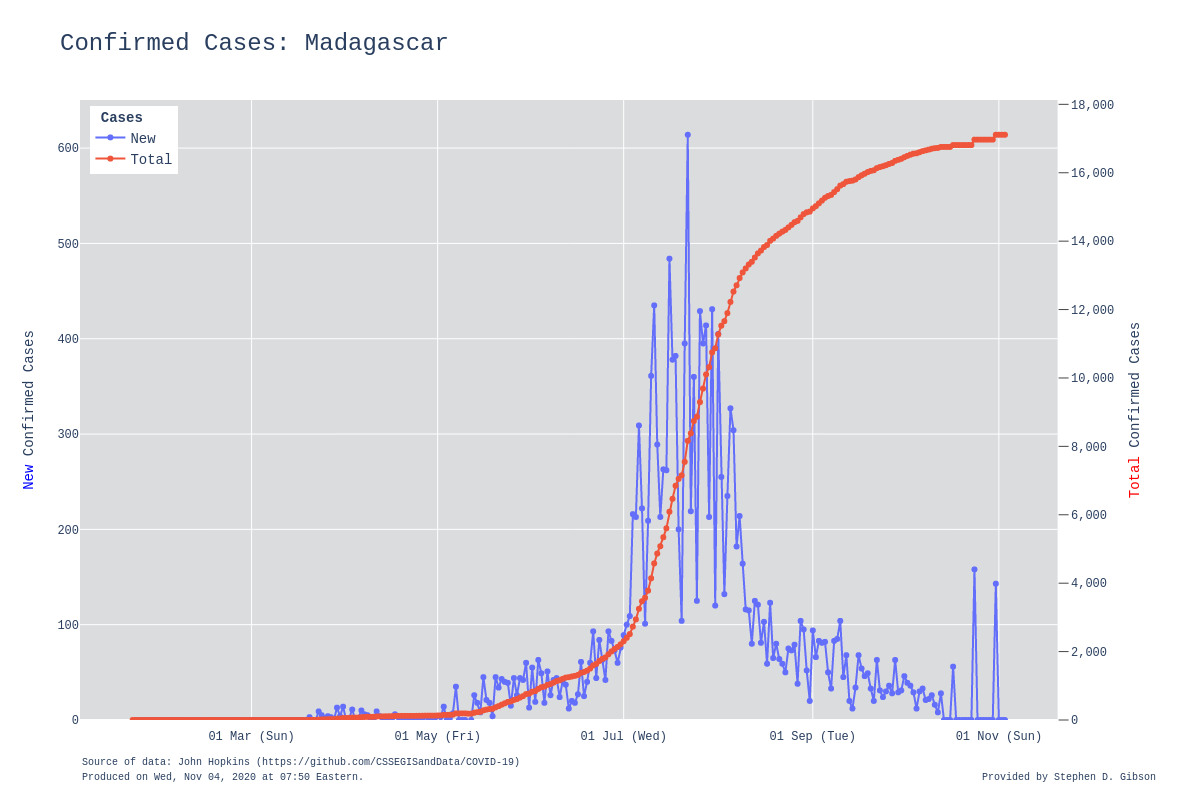 Confirmed Cases: Madagascar
Cases
New
Total
600
500
400
300
200
100
0
18,000
16,000
14,000
12,000
10,000
8,000
6,000
4,000
2,000
0
New Confirmed Cases
Total Confirmed Cases
01 Mar (Sun)
01 May (Fri)
01 Jul (Wed)
01 Sep (Tue)
01 Nov (Sun)
Source of data: John Hopkins (https://github.com/CSSEGISandData/COVID-19)
Produced on Wed, Nov 04, 2020 at 07:50 Eastern.
Provided by Stephen D. Gibson